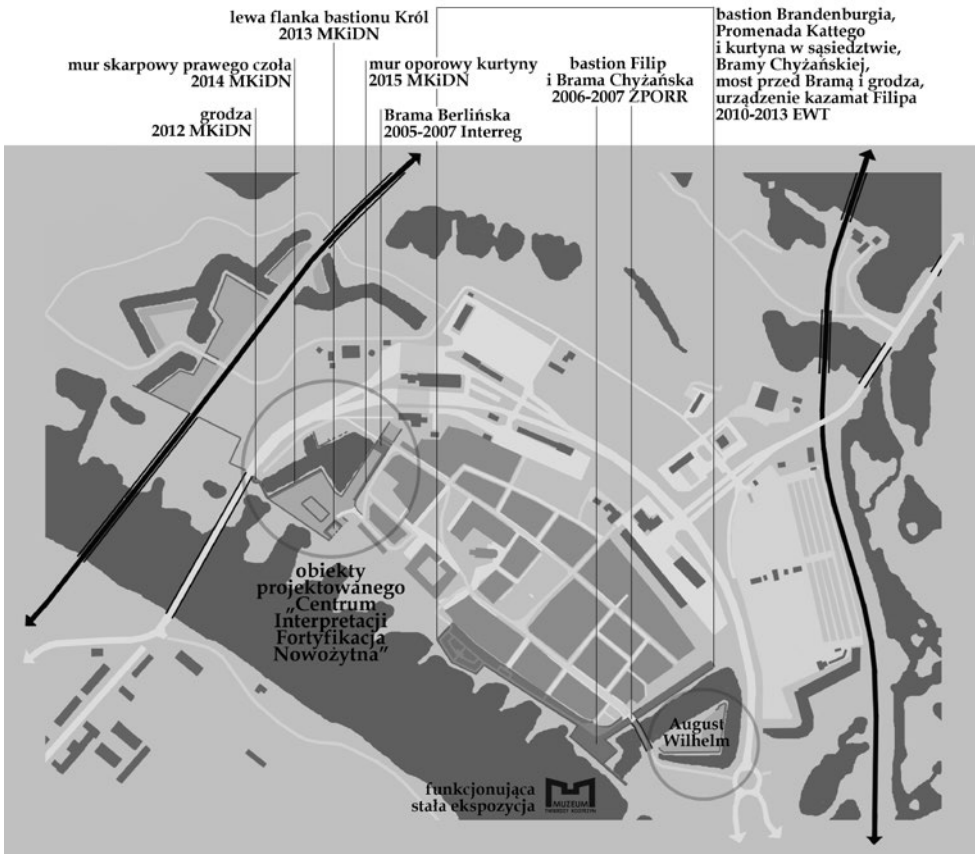 lewa flanka bastionu Król
2013 MKiDN
mur skarpowy prawego czoła
2014 MKiDN
grodza
2012 MKiDN
mur oporowy kurtyny
2015 MKiDN
Brama Berlińska
2005-2007 Interreg
bastion Filip
i Brama Chyżańska
2006-2007 ZPORR
bastion Brandenburgia,
Promenada Kattego
i kurtyna w sąsiedztwie,
Bramy Chyżańskiej,
most przed Bramą i grodza,
urządzenie kazamat Filipa
2010-2013 EWT
obiekty
projektowanego
„Centrum
Interpretacji
Fortyfikacja
Nowożytna”
August
Wilhelm
funkcjonująca
stała ekspozycja
MUZEUM
TWIERDZY KOSTRZYN